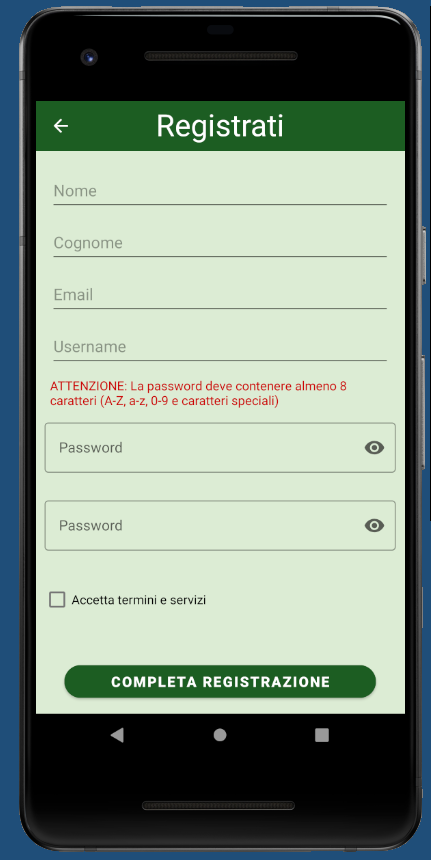 Registrati
Nome
Cognome
Email
Username
ATTENZIONE: La password deve contenere almeno 8
caratteri (A-Z, a-z, 0-9 e caratteri speciali)
Password
Password
Accetta termini e servizi
COMPLETA REGISTRAZIONE